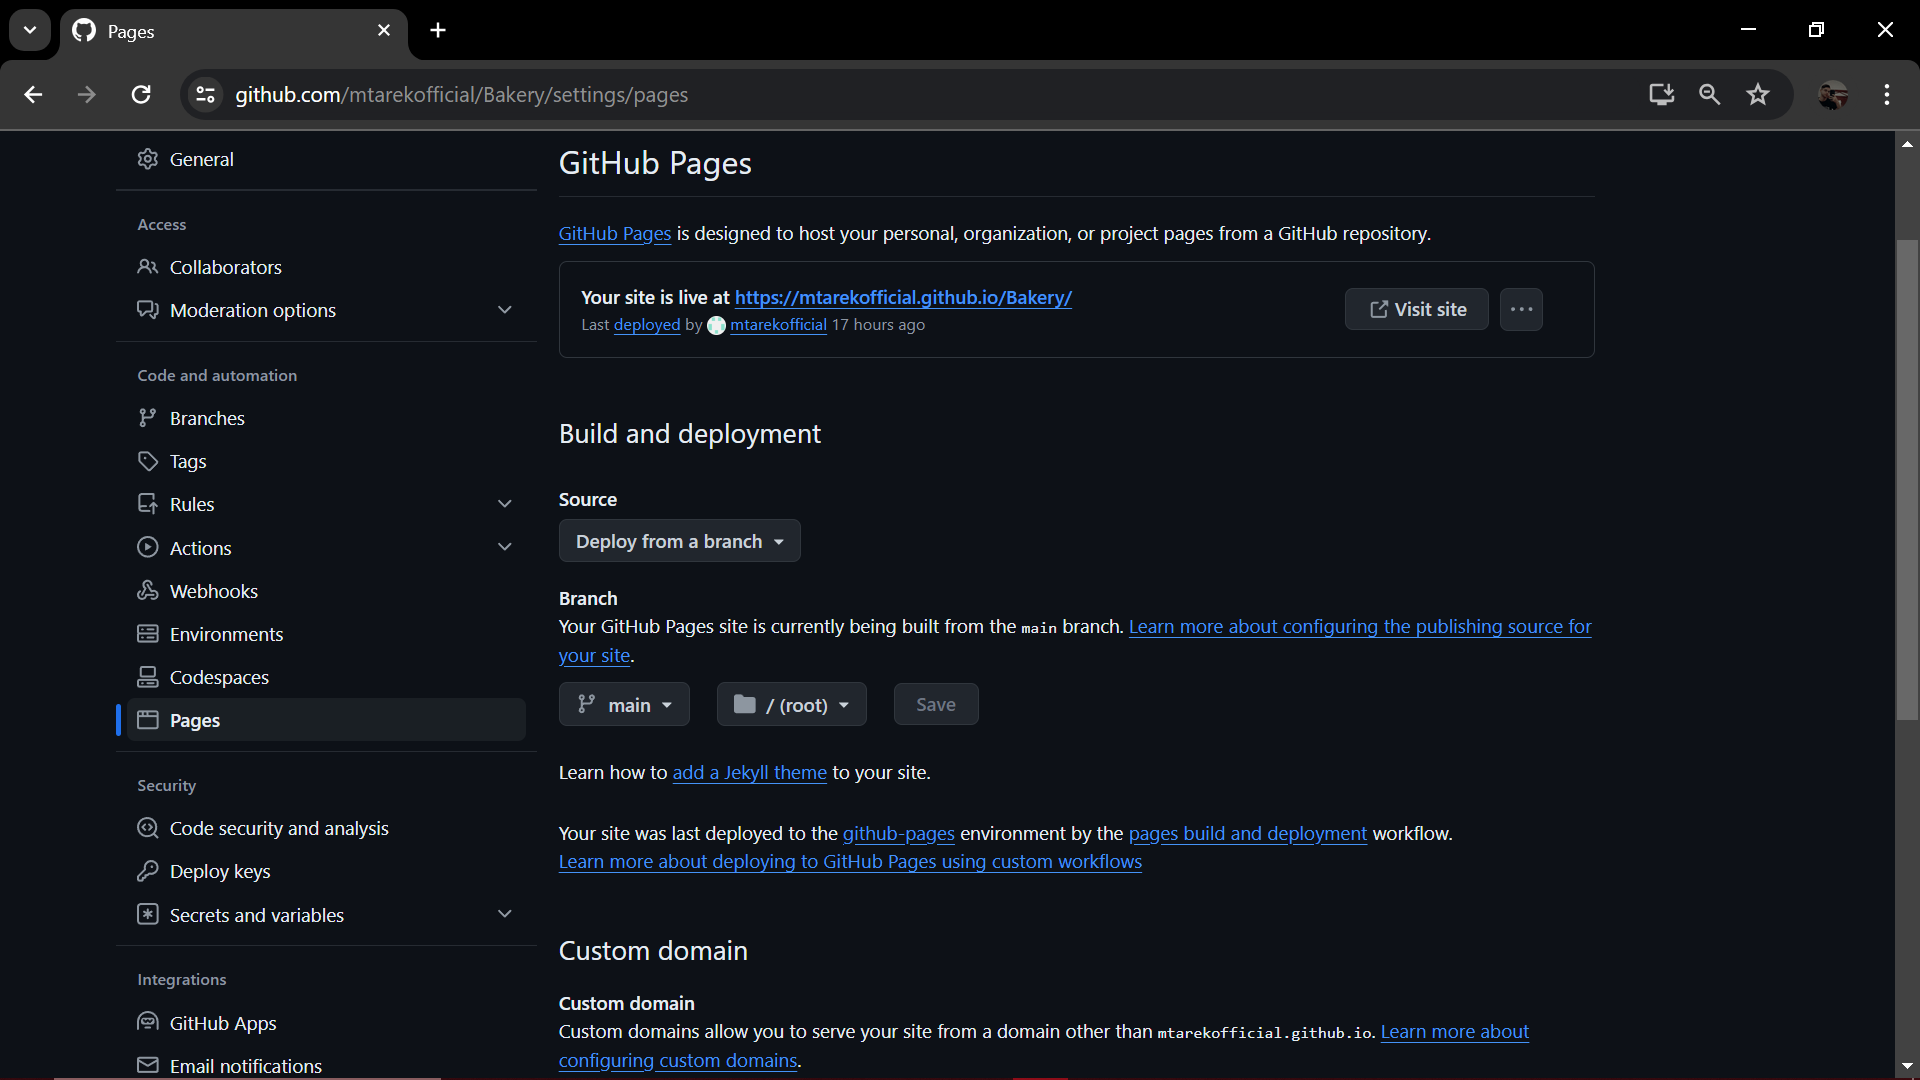 Pages
github.com/mtarekofficial/Bakery/settings/pages
General
Access
Collaborators
Moderation options
Code and automation
Branches
Tags
Rules
Actions
Webhooks
Environments
Codespaces
Pages
Security
Code security and analysis
Deploy keys
Secrets and variables
Integrations
GitHub Apps
Email notifications
GitHub Pages
GitHub Pages is designed to host your personal, organization, or project pages from a GitHub repository.
Your site is live at https://mtarekofficial.github.io/Bakery/
Last deployed by mtarekofficial 17 hours ago
Visit site
Build and deployment
Source
Deploy from a branch
Branch
Your GitHub Pages site is currently being built from the main branch. Learn more about configuring the publishing source for
your site.
main
/ (root)
Save
Learn how to add a Jekyll theme to your site.
Your site was last deployed to the github-pages environment by the pages build and deployment workflow.
Learn more about deploying to GitHub Pages using custom workflows
Custom domain
Custom domain
Custom domains allow you to serve your site from a domain other than mtarekofficial.github.io. Learn more about
configuring custom domains.